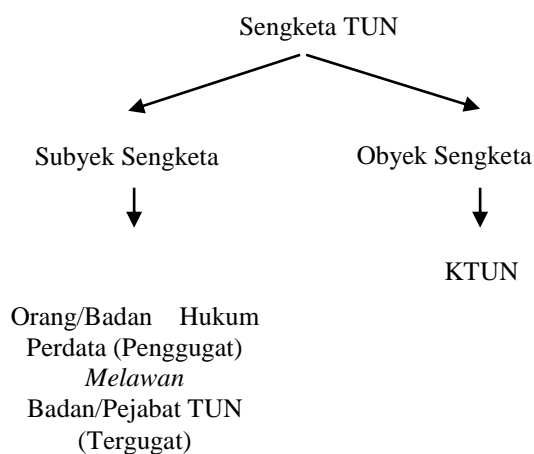 Sengketa TUN
Subyek Sengketa
Obyek Sengketa
KTUN
Orang/Badan Hukum
Perdata (Penggugat)
Melawan
Badan/Pejabat TUN
(Tergugat)